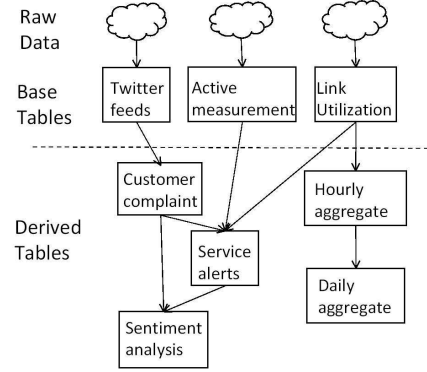 Raw
Data
Base
Tables
Twitter
feeds
Active
measurement
Link
Utilization
Derived
Tables
Customer
complaint
Hourly
aggregate
Service
alerts
Daily
aggregate
Sentiment
analysis